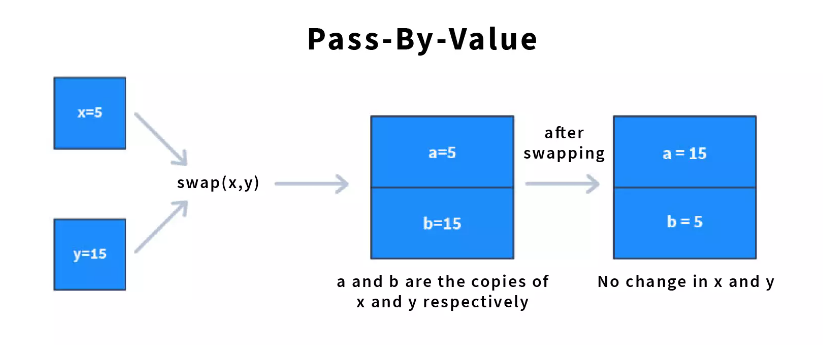 Pass-By-Value
x=5
y=15
swap(x,y)
a=5
b=15
a and b are the copies of
x and y respectively
after
swapping
a = 15
b = 5
No change in x and y